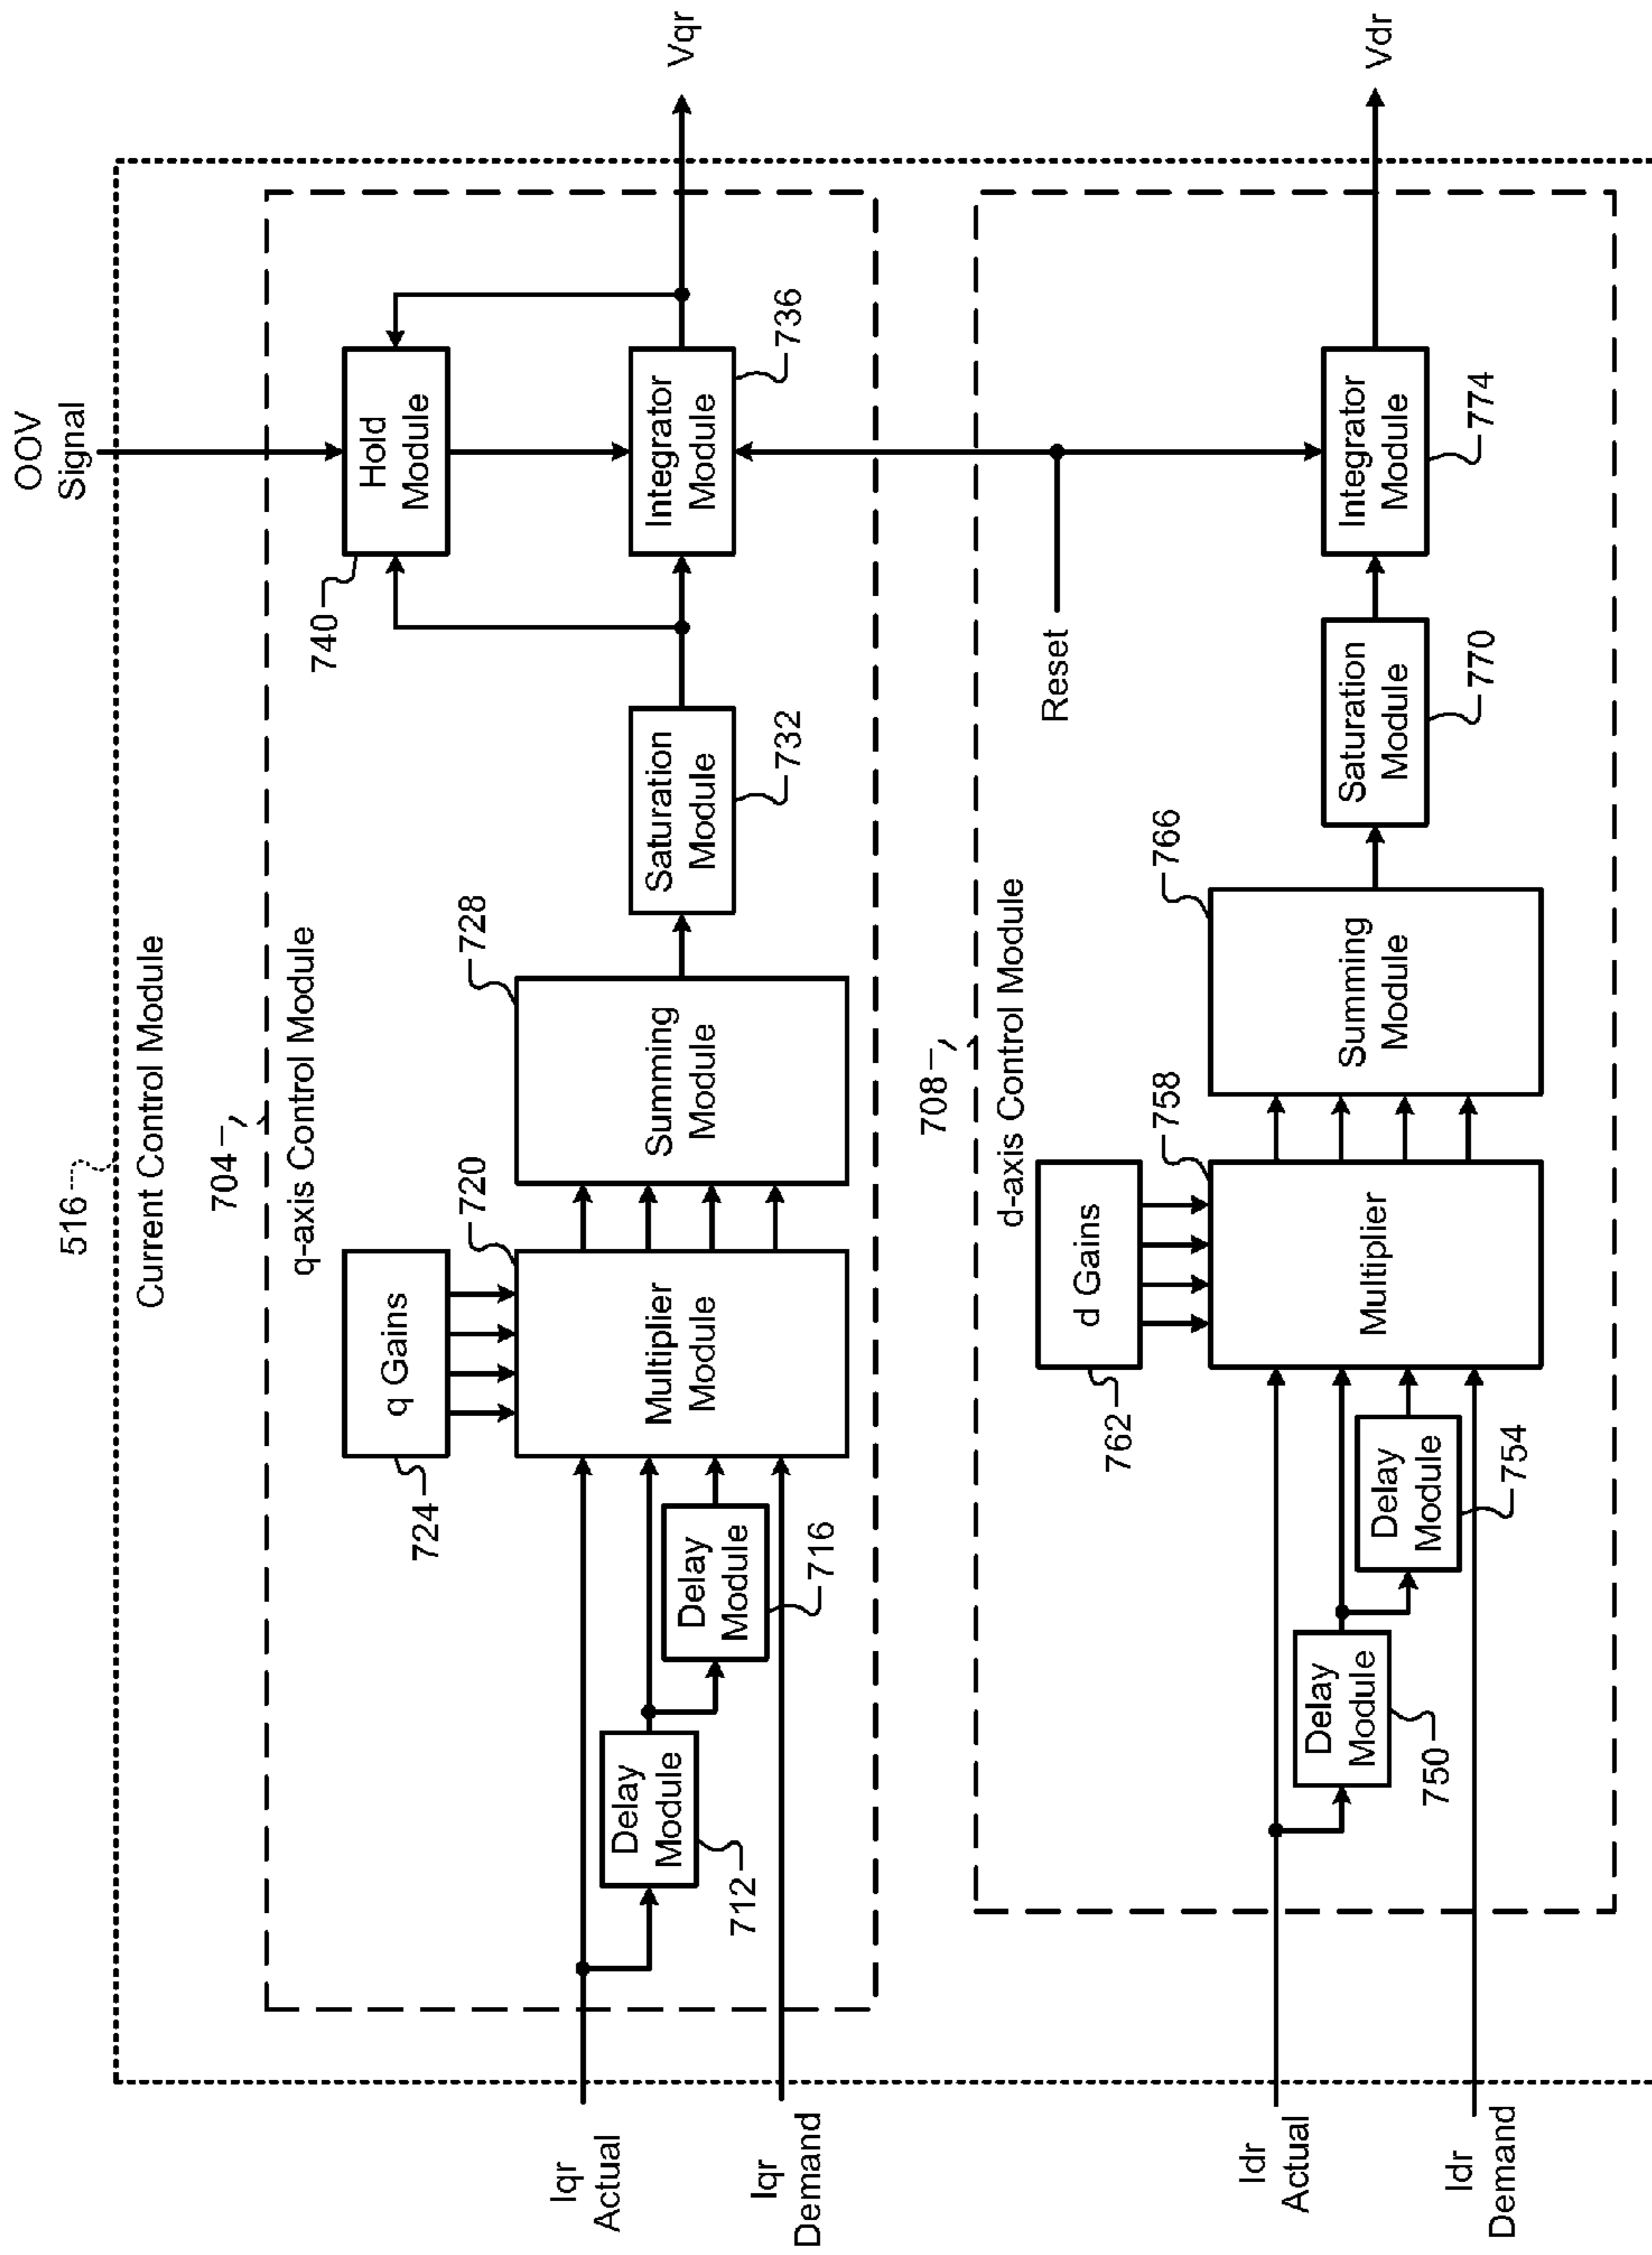 516
Current Control Module
704
q-axis Control Module
OOV
Signal
724
q Gains
740
Hold
Module
Iqr
Actual
712
Delay
Module
716
Delay
Module
720
Multiplier
Module
728
Summing
Module
732
Saturation
Module
736
Integrator
Module
Vqr
Iqr
Demand
708
d-axis Control Module
Reset
762
d Gains
Idr
Actual
750
Delay
Module
754
Delay
Module
758
Multiplier
766
Summing
Module
770
Saturation
Module
774
Integrator
Module
Vdr
Idr
Demand